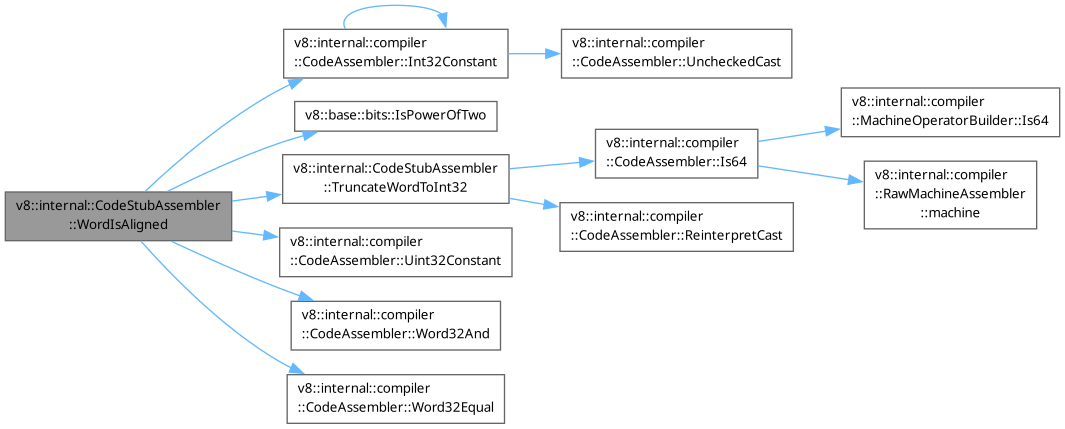 v8::internal::CodeStubAssembler
::WordIsAligned
v8::internal::compiler
::CodeAssembler::Int32Constant
v8::base::bits::IsPowerOfTwo
v8::internal::CodeStubAssembler
::TruncateWordToInt32
v8::internal::compiler
::CodeAssembler::Uint32Constant
v8::internal::compiler
::CodeAssembler::Word32And
v8::internal::compiler
::CodeAssembler::Word32Equal
v8::internal::compiler
::CodeAssembler::UncheckedCast
v8::internal::compiler
::CodeAssembler::Is64
v8::internal::compiler
::CodeAssembler::ReinterpretCast
v8::internal::compiler
::MachineOperatorBuilder::Is64
v8::internal::compiler
::RawMachineAssembler
::machine